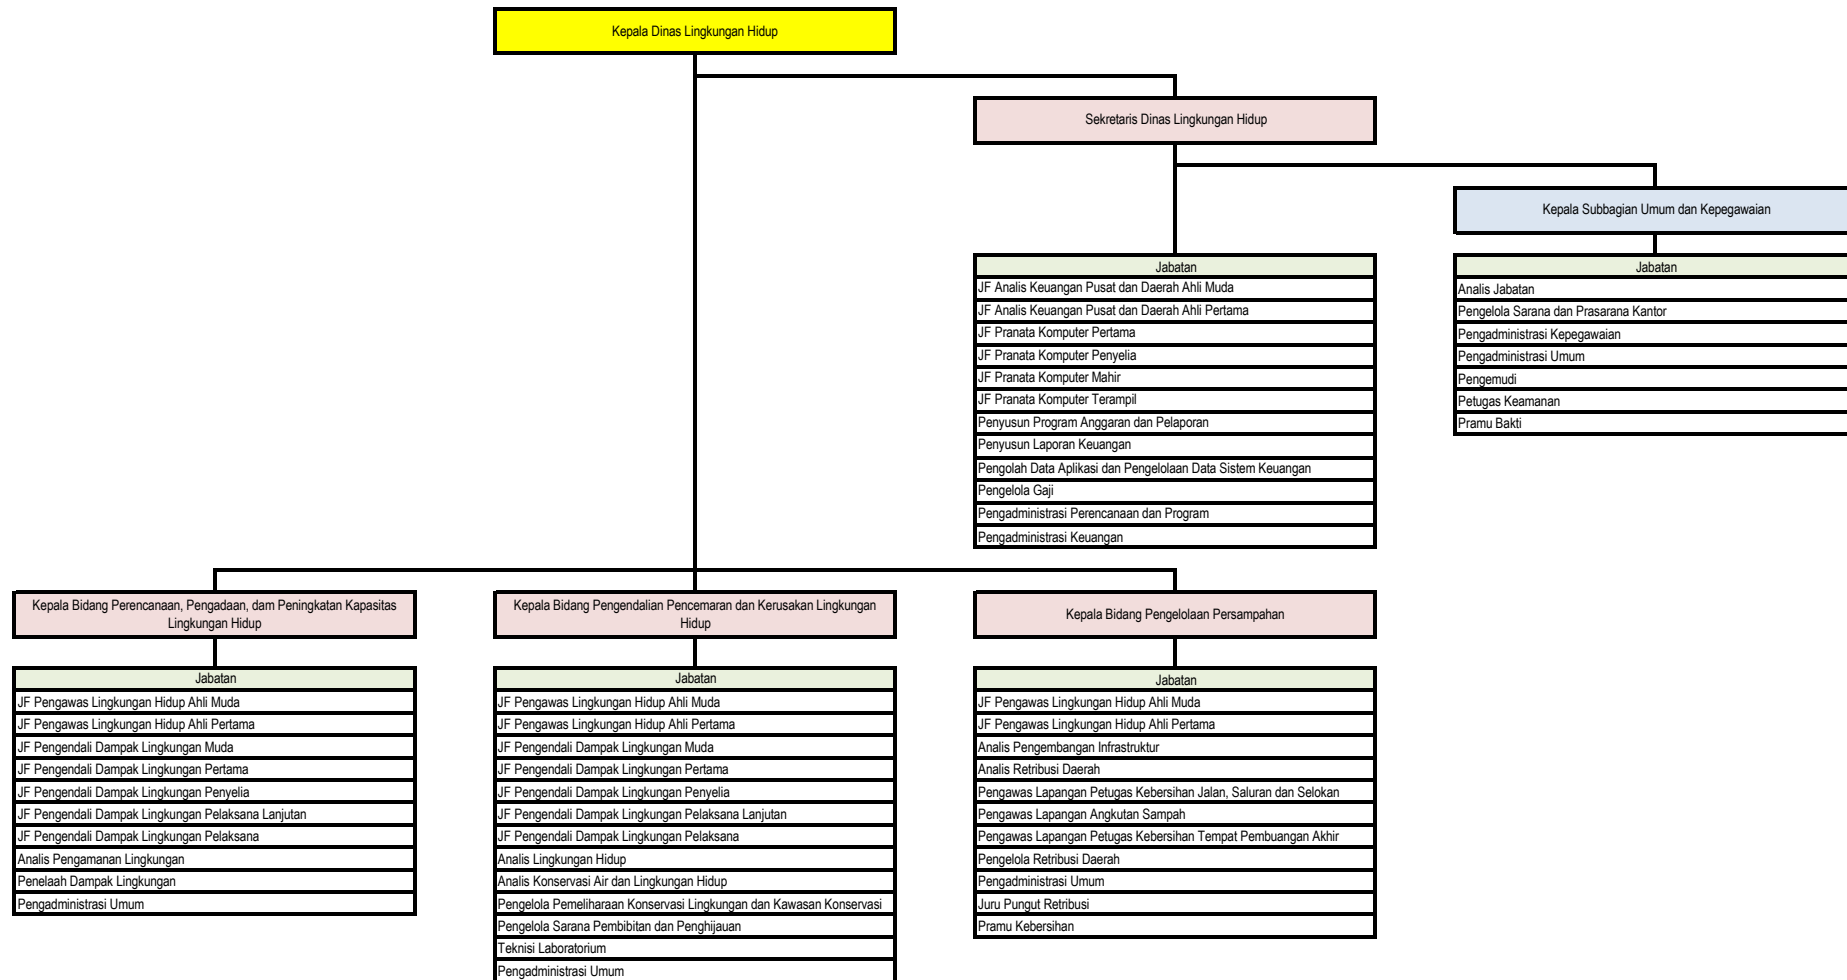 Kepala Dinas Lingkungan Hidup
Sekretaris Dinas Lingkungan Hidup
Kepala Subbagian Umum dan Kepegawaian
Jabatan
JF Analis Keuangan Pusat dan Daerah Ahli Muda
JF Analis Keuangan Pusat dan Daerah Ahli Pertama
JF Pranata Komputer Pertama
JF Pranata Komputer Penyelia
JF Pranata Komputer Mahir
JF Pranata Komputer Terampil
Penyusun Program Anggaran dan Pelaporan
Penyusun Laporan Keuangan
Pengolah Data Aplikasi dan Pengelolaan Data Sistem Keuangan
Pengelola Gaji
Pengadministrasi Perencanaan dan Program
Pengadministrasi Keuangan
Jabatan
Analis Jabatan
Pengelola Sarana dan Prasarana Kantor
Pengadministrasi Kepegawaian
Pengadministrasi Umum
Pengemudi
Petugas Keamanan
Pramu Bakti
Kepala Bidang Perencanaan, Pengadaan, dam Peningkatan Kapasitas
Lingkungan Hidup
Jabatan
JF Pengawas Lingkungan Hidup Ahli Muda
JF Pengawas Lingkungan Hidup Ahli Pertama
JF Pengendali Dampak Lingkungan Muda
JF Pengendali Dampak Lingkungan Pertama
JF Pengendali Dampak Lingkungan Penyelia
JF Pengendali Dampak Lingkungan Pelaksana Lanjutan
JF Pengendali Dampak Lingkungan Pelaksana
Analis Pengamanan Lingkungan
Penelaah Dampak Lingkungan
Pengadministrasi Umum
Kepala Bidang Pengendalian Pencemaran dan Kerusakan Lingkungan
Hidup
Jabatan
JF Pengawas Lingkungan Hidup Ahli Muda
JF Pengawas Lingkungan Hidup Ahli Pertama
JF Pengendali Dampak Lingkungan Muda
JF Pengendali Dampak Lingkungan Pertama
JF Pengendali Dampak Lingkungan Penyelia
JF Pengendali Dampak Lingkungan Pelaksana Lanjutan
JF Pengendali Dampak Lingkungan Pelaksana
Analis Lingkungan Hidup
Analis Konservasi Air dan Lingkungan Hidup
Pengelola Pemeliharaan Konservasi Lingkungan dan Kawasan Konservasi
Pengelola Sarana Pembibitan dan Penghijauan
Teknisi Laboratorium
Pengadministrasi Umum
Kepala Bidang Pengelolaan Persampahan
Jabatan
JF Pengawas Lingkungan Hidup Ahli Muda
JF Pengawas Lingkungan Hidup Ahli Pertama
Analis Pengembangan Infrastruktur
Analis Retribusi Daerah
Pengawas Lapangan Petugas Kebersihan Jalan, Saluran dan Selokan
Pengawas Lapangan Angkutan Sampah
Pengawas Lapangan Petugas Kebersihan Tempat Pembuangan Akhir
Pengelola Retribusi Daerah
Pengadministrasi Umum
Juru Pungut Retribusi
Pramu Kebersihan